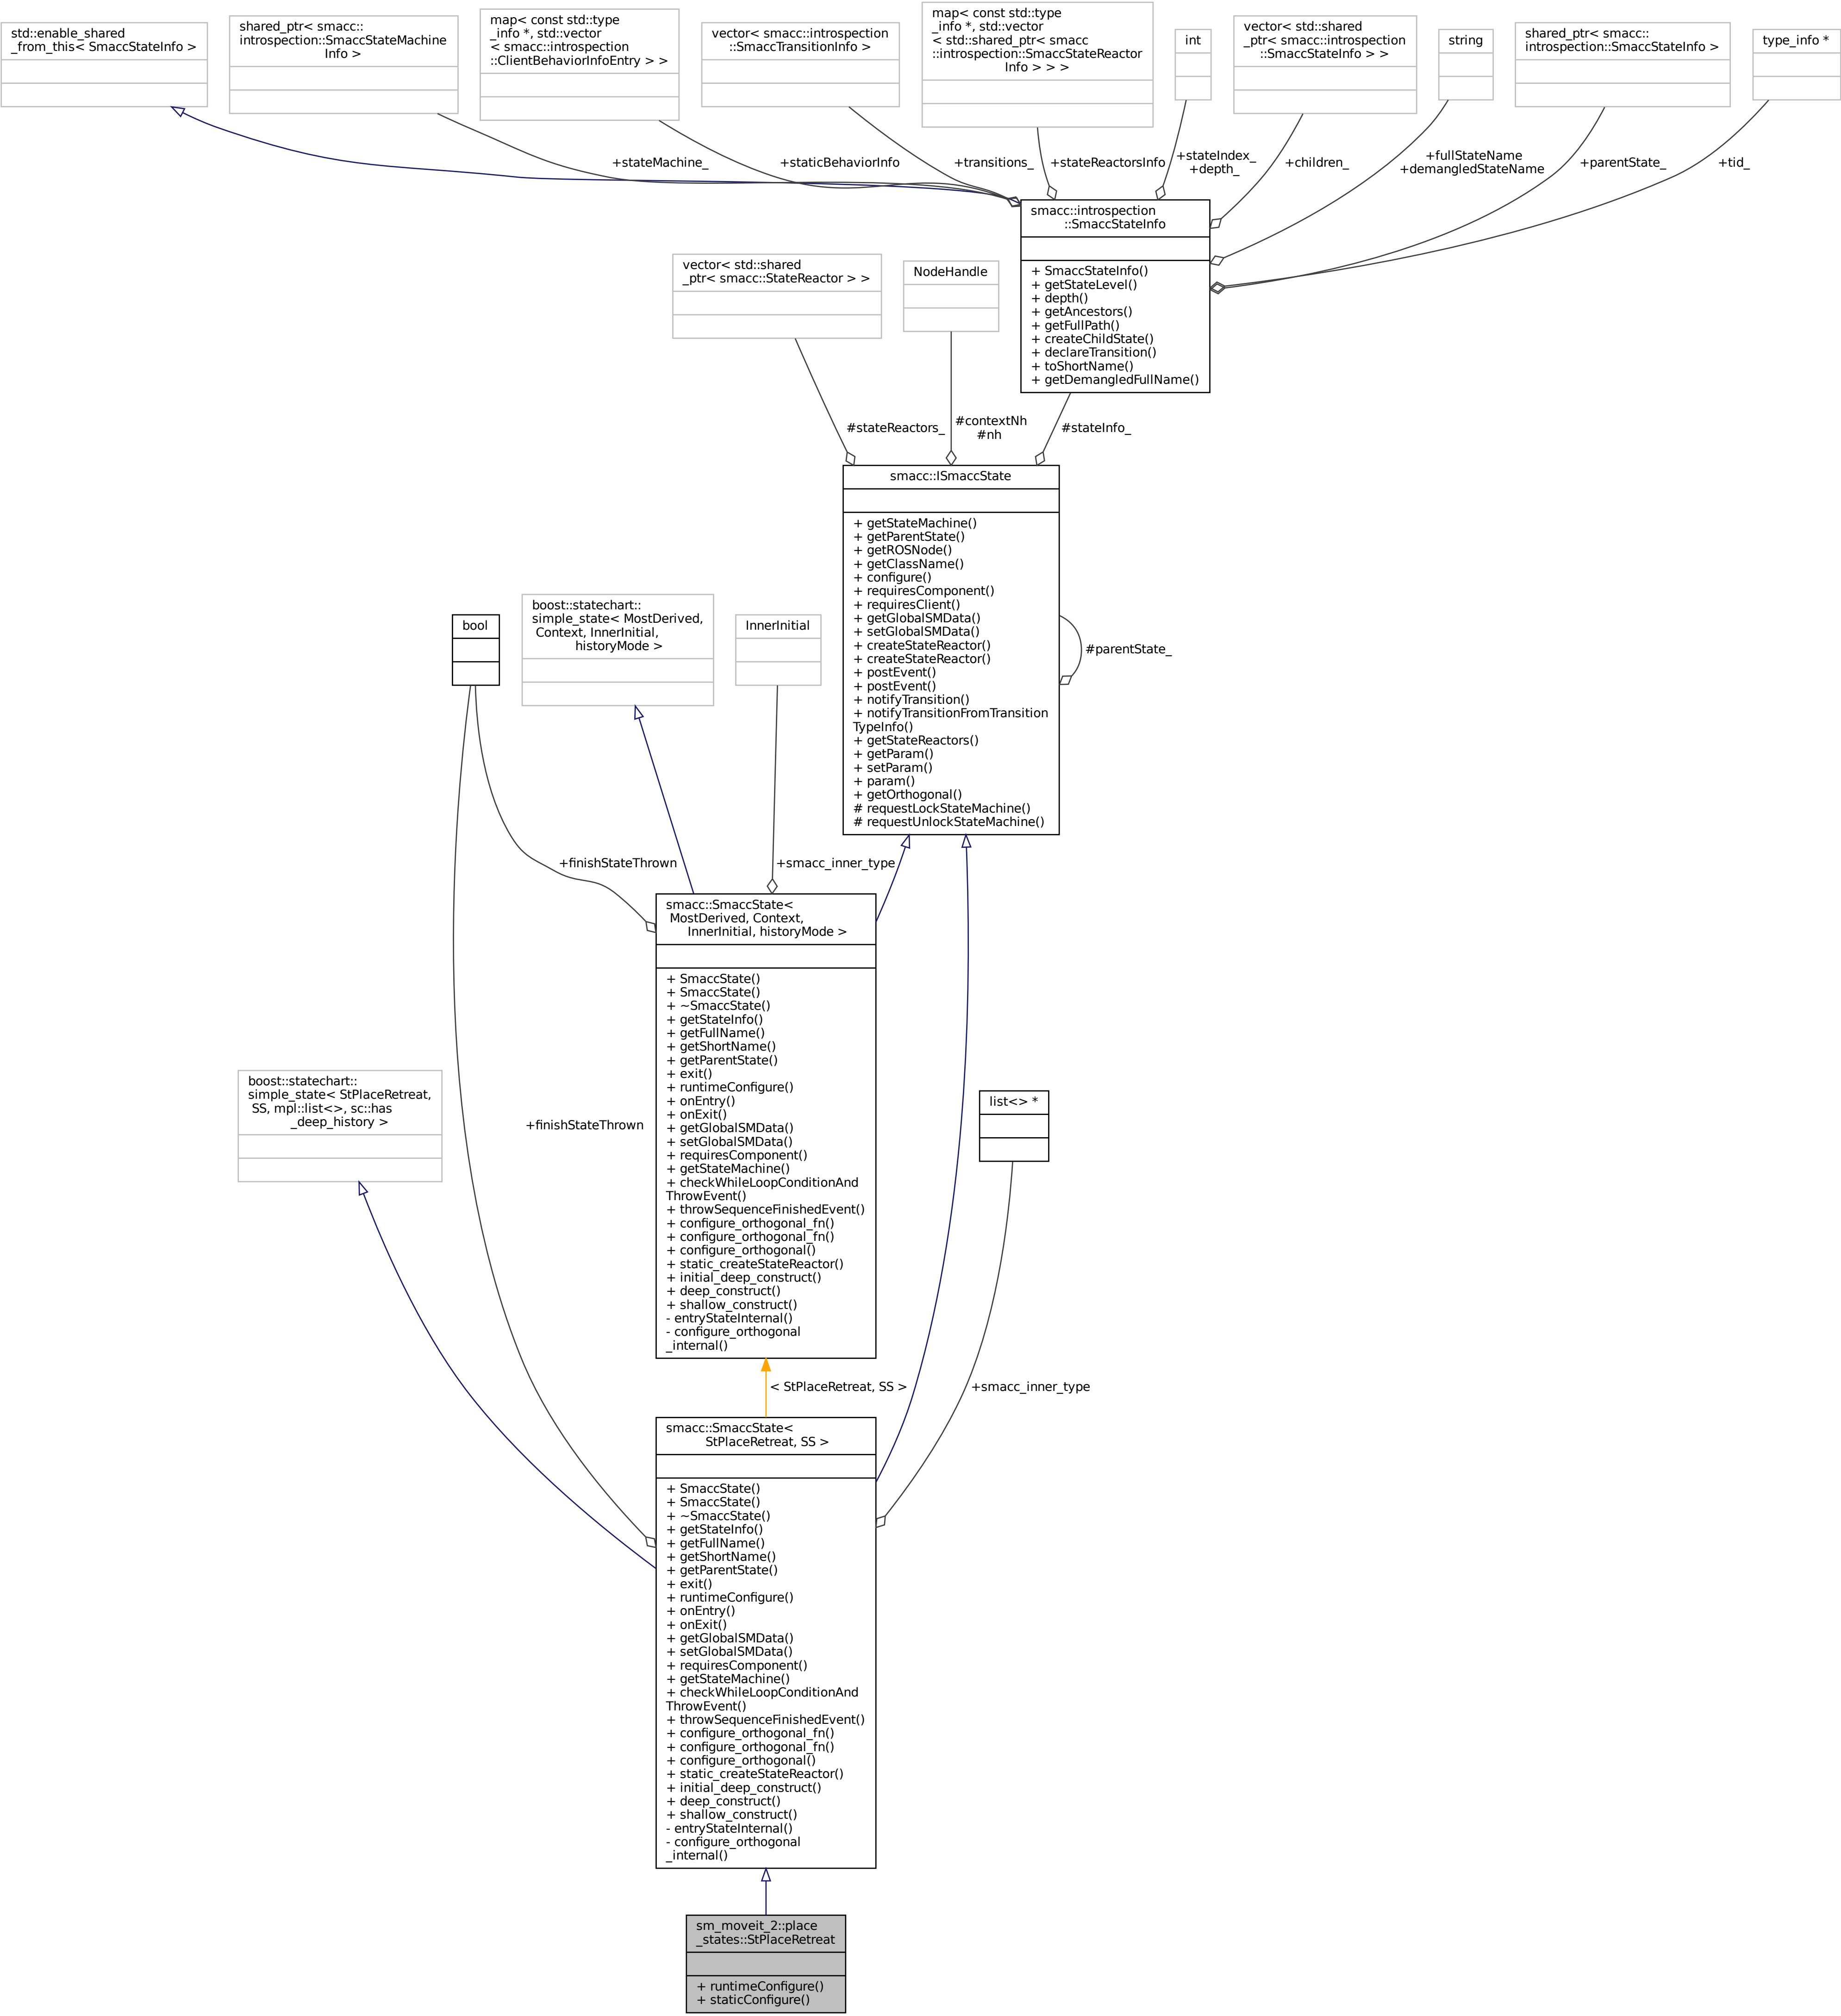 std::enable_shared
_from_this< SmaccStateInfo >
shared_ptr< smacc::
introspection::SmaccStateMachine
Info >
map< const std::type
_info *, std::vector
< smacc::introspection
::ClientBehaviorInfoEntry > >
vector< smacc::introspection
::SmaccTransitionInfo >
map< const std::type
_info *, std::vector
< std::shared_ptr< smacc
::introspection::SmaccStateReactor
Info > > >
int
vector< std::shared
_ptr< smacc::introspection
::SmaccStateInfo > >
string
shared_ptr< smacc::
introspection::SmaccStateInfo >
type_info *
+stateMachine_
+staticBehaviorInfo
+transitions_
+stateReactorsInfo
+stateIndex_
+depth_
+children_
+fullStateName
+demangledStateName
+parentState_
+tid_
smacc::introspection
::SmaccStateInfo
+ SmaccStateInfo()
+ getStateLevel()
+ depth()
+ getAncestors()
+ getFullPath()
+ createChildState()
+ declareTransition()
+ toShortName()
+ getDemangledFullName()
vector< std::shared
_ptr< smacc::StateReactor > >
NodeHandle
#stateReactors_
#contextNh
#nh
#stateInfo_
smacc::ISmaccState
+ getStateMachine()
+ getParentState()
+ getROSNode()
+ getClassName()
+ configure()
+ requiresComponent()
+ requiresClient()
+ getGlobalSMData()
+ setGlobalSMData()
+ createStateReactor()
+ createStateReactor()
+ postEvent()
+ postEvent()
+ notifyTransition()
+ notifyTransitionFromTransition
TypeInfo()
+ getStateReactors()
+ getParam()
+ setParam()
+ param()
+ getOrthogonal()
# requestLockStateMachine()
# requestUnlockStateMachine()
#parentState_
bool
boost::statechart::
simple_state< MostDerived,
Context, InnerInitial,
historyMode >
InnerInitial
+finishStateThrown
+smacc_inner_type
smacc::SmaccState<
MostDerived, Context,
InnerInitial, historyMode >
+ SmaccState()
+ SmaccState()
+ ~SmaccState()
+ getStateInfo()
+ getFullName()
+ getShortName()
+ getParentState()
+ exit()
+ runtimeConfigure()
+ onEntry()
+ onExit()
+ getGlobalSMData()
+ setGlobalSMData()
+ requiresComponent()
+ getStateMachine()
+ checkWhileLoopConditionAnd
ThrowEvent()
+ throwSequenceFinishedEvent()
+ configure_orthogonal_fn()
+ configure_orthogonal_fn()
+ configure_orthogonal()
+ static_createStateReactor()
+ initial_deep_construct()
+ deep_construct()
+ shallow_construct()
- entryStateInternal()
- configure_orthogonal
_internal()
boost::statechart::
simple_state< StPlaceRetreat,
SS, mpl::list<>, sc::has
_deep_history >
+finishStateThrown
list<> *
< StPlaceRetreat, SS >
+smacc_inner_type
smacc::SmaccState<
StPlaceRetreat, SS >
+ SmaccState()
+ SmaccState()
+ ~SmaccState()
+ getStateInfo()
+ getFullName()
+ getShortName()
+ getParentState()
+ exit()
+ runtimeConfigure()
+ onEntry()
+ onExit()
+ getGlobalSMData()
+ setGlobalSMData()
+ requiresComponent()
+ getStateMachine()
+ checkWhileLoopConditionAnd
ThrowEvent()
+ throwSequenceFinishedEvent()
+ configure_orthogonal_fn()
+ configure_orthogonal_fn()
+ configure_orthogonal()
+ static_createStateReactor()
+ initial_deep_construct()
+ deep_construct()
+ shallow_construct()
- entryStateInternal()
- configure_orthogonal
_internal()
sm_moveit_2::place
_states::StPlaceRetreat
+ runtimeConfigure()
+ staticConfigure()